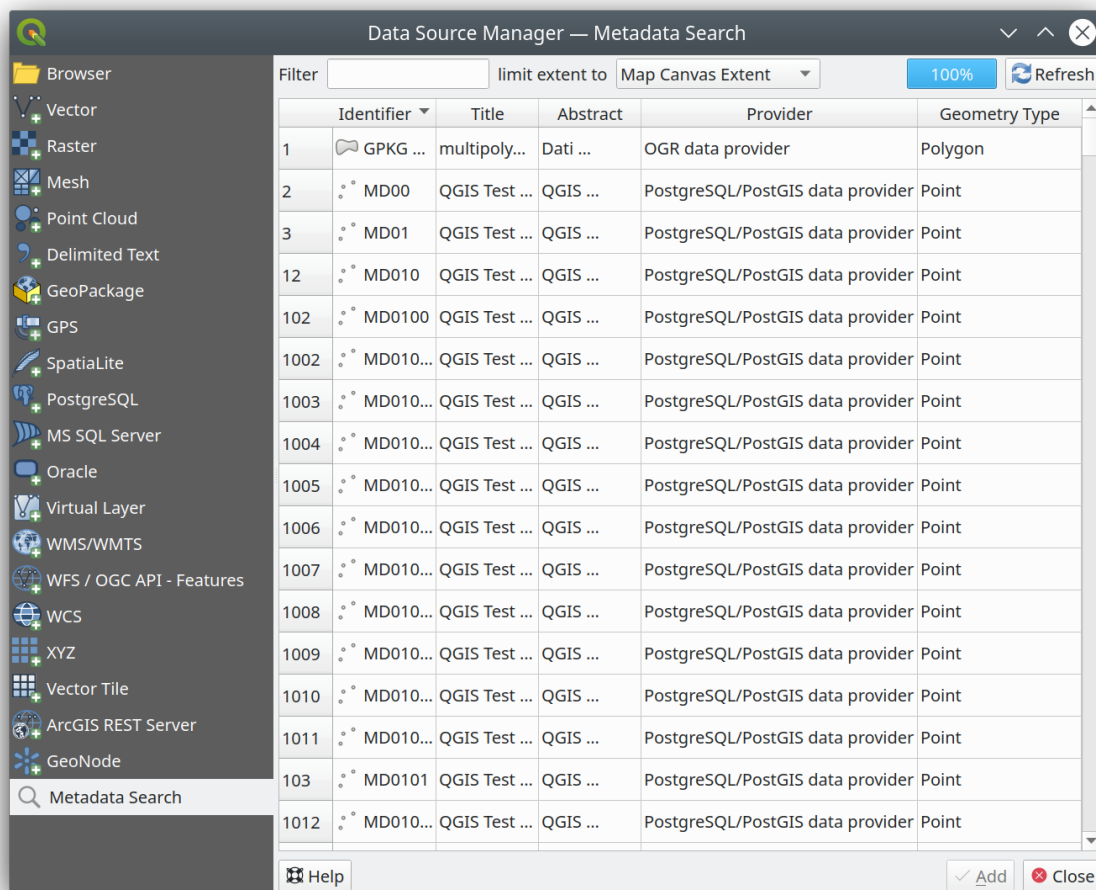 Data Source Manager — Metadata Search
Browser
Vector
Raster
Mesh
Point Cloud
Delimited Text
GeoPackage
GPS
SpatiaLite
PostgreSQL
MS SQL Server
Oracle
Virtual Layer
WMS/WMTS
WFS / OGC API - Features
WCS
XYZ
Vector Tile
ArcGIS REST Server
GeoNode
Metadata Search
Filter limit extent to Map Canvas Extent 100% Refresh
Identifier Title Abstract Provider Geometry Type
1 GPKG ... multipoly... Dati ... OGR data provider Polygon
2 MD00 QGIS Test ... QGIS ... PostgreSQL/PostGIS data provider Point
3 MD01 QGIS Test ... QGIS ... PostgreSQL/PostGIS data provider Point
12 MD010 QGIS Test ... QGIS ... PostgreSQL/PostGIS data provider Point
102 MD0100 QGIS Test ... QGIS ... PostgreSQL/PostGIS data provider Point
1002 MD010... QGIS Test ... QGIS ... PostgreSQL/PostGIS data provider Point
1003 MD010... QGIS Test ... QGIS ... PostgreSQL/PostGIS data provider Point
1004 MD010... QGIS Test ... QGIS ... PostgreSQL/PostGIS data provider Point
1005 MD010... QGIS Test ... QGIS ... PostgreSQL/PostGIS data provider Point
1006 MD010... QGIS Test ... QGIS ... PostgreSQL/PostGIS data provider Point
1007 MD010... QGIS Test ... QGIS ... PostgreSQL/PostGIS data provider Point
1008 MD010... QGIS Test ... QGIS ... PostgreSQL/PostGIS data provider Point
1009 MD010... QGIS Test ... QGIS ... PostgreSQL/PostGIS data provider Point
1010 MD010... QGIS Test ... QGIS ... PostgreSQL/PostGIS data provider Point
1011 MD010... QGIS Test ... QGIS ... PostgreSQL/PostGIS data provider Point
103 MD0101 QGIS Test ... QGIS ... PostgreSQL/PostGIS data provider Point
1012 MD010... QGIS Test ... QGIS ... PostgreSQL/PostGIS data provider Point
Help Add Close